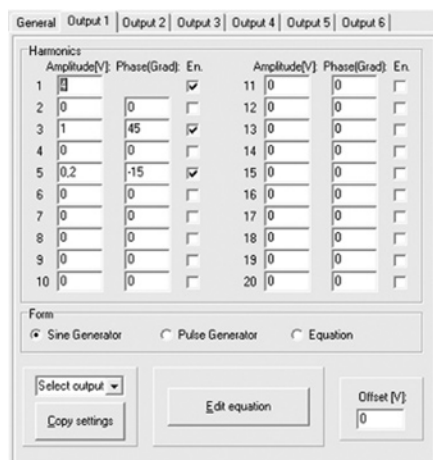 General Output 1 Output 2 Output 3 Output 4 Output 5 Output 6
Harmonics
Amplitude[V]: Phase(Grad): En. Amplitude[V]: Phase(Grad): En.
1 4 11 0 0
2 0 0 12 0 0
3 1 45 13 0 0
4 0 0 14 0 0
5 0,2 -15 15 0 0
6 0 0 16 0 0
7 0 0 17 0 0
8 0 0 18 0 0
9 0 0 19 0 0
10 0 0 20 0 0
Form
Sine Generator Pulse Generator Equation
Select output
Copy settings
Edit equation
Offset [V]:
0